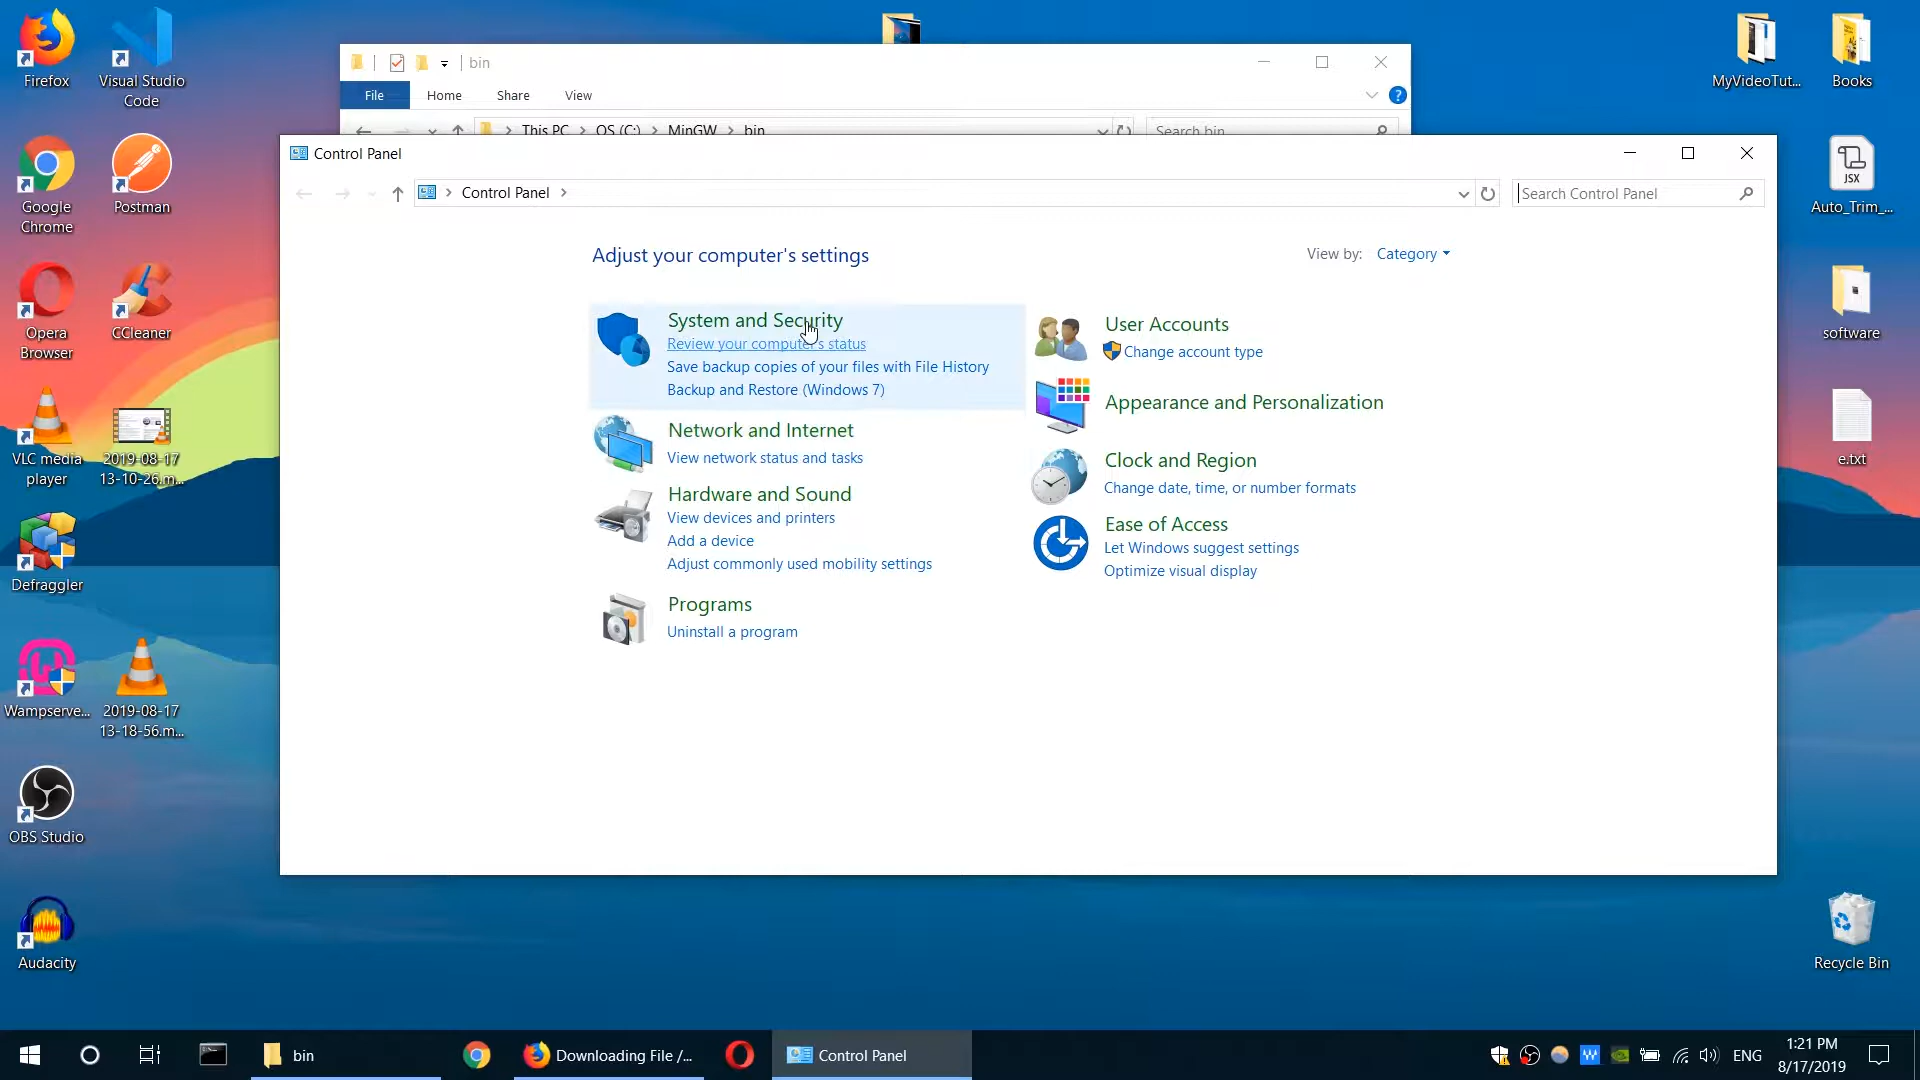 Firefox
Visual Studio
Code
Google
Chrome
Postman
Opera
Browser
CCleaner
VLC media
player
2019-08-17
13-10-26.m...
Defraggler
Wampserve...
2019-08-17
13-18-56.m...
OBS Studio
Audacity
bin
File
Home
Share
View
This PC
OS (C:)
MinGW
bin
Search bin
Control Panel
Control Panel
Search Control Panel
Adjust your computer's settings
View by: Category
System and Security
Review your computer's status
Save backup copies of your files with File History
Backup and Restore (Windows 7)
Network and Internet
View network status and tasks
Hardware and Sound
View devices and printers
Add a device
Adjust commonly used mobility settings
Programs
Uninstall a program
User Accounts
Change account type
Appearance and Personalization
Clock and Region
Change date, time, or number formats
Ease of Access
Let Windows suggest settings
Optimize visual display
MyVideoTut...
Books
JSX
Auto_Trim_...
software
e.txt
Recycle Bin
bin
Downloading File /...
Control Panel
ENG
1:21 PM
8/17/2019